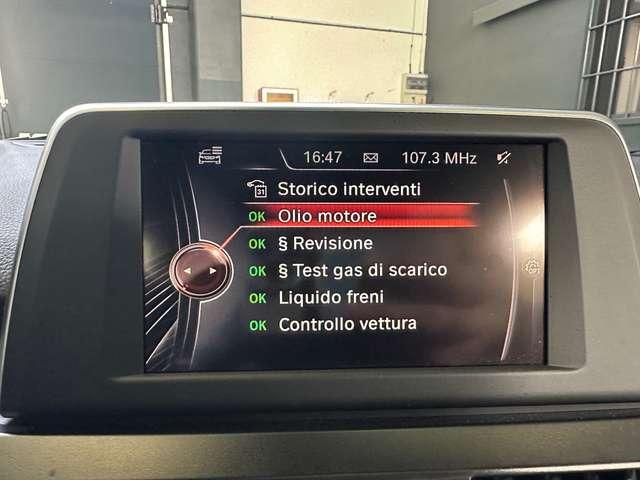 16:47 107.3 MHz
31 Storico interventi
OK Olio motore
OK § Revisione
OK § Test gas di scarico
OK Liquido freni
OK Controllo vettura